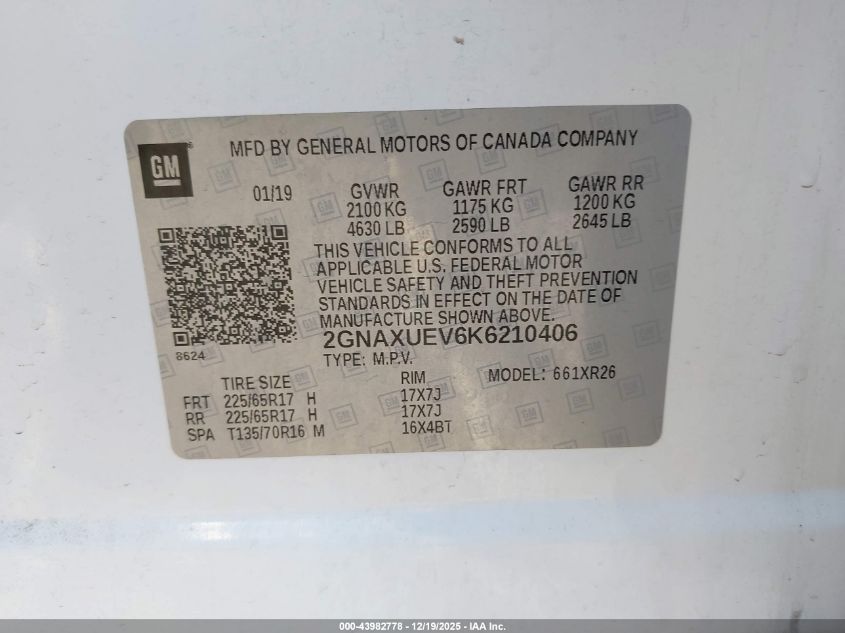 GM
MFD BY GENERAL MOTORS OF CANADA COMPANY
01/19 GVWR GAWR FRT GAWR RR
2100 KG 1175 KG 1200 KG
4630 LB 2590 LB 2645 LB
THIS VEHICLE CONFORMS TO ALL
APPLICABLE U.S. FEDERAL MOTOR
VEHICLE SAFETY AND THEFT PREVENTION
STANDARDS IN EFFECT ON THE DATE OF
MANUFACTURE SHOWN ABOVE.
8624
2GNAXUEV6K6210406
TYPE: M.P.V.
TIRE SIZE RIM MODEL: 661XR26
FRT 225/65R17 H 17X7J
RR 225/65R17 H 17X7J
SPA T135/70R16 M 16X4BT
000-43982778 - 12/19/2025 - IAA Inc.